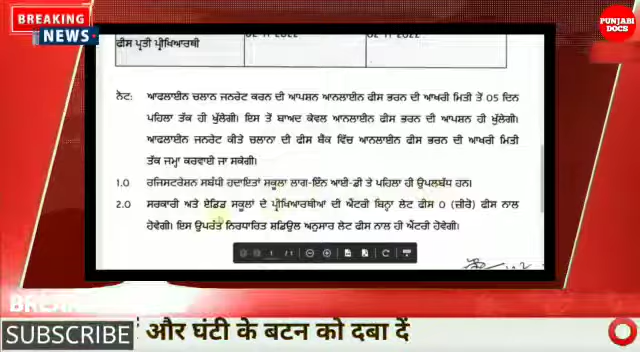 BREAKING
NEWS
PUNJABI
DOCS
ਫੀਸ ਪ੍ਰਤੀ ਪ੍ਰੀਖਿਆਰਥੀ
ਨੋਟ: ਆਫਲਾਈਨ ਚਲਾਨ ਜਨਰੇਟ ਕਰਨ ਦੀ ਆਪਸ਼ਨ ਆਨਲਾਈਨ ਫੀਸ ਭਰਨ ਦੀ ਆਖਰੀ ਮਿਤੀ ਤੋਂ 05 ਦਿਨ
ਪਹਿਲਾ ਤੱਕ ਹੀ ਖੁੱਲੇਗੀ। ਇਸ ਤੋਂ ਬਾਅਦ ਕੇਵਲ ਆਨਲਾਈਨ ਫੀਸ ਭਰਨ ਦੀ ਆਪਸ਼ਨ ਹੀ ਖੁੱਲੇਗੀ।
ਆਫਲਾਈਨ ਜਨਰੇਟ ਕੀਤੇ ਚਲਾਨਾ ਦੀ ਫੀਸ ਬੈਂਕ ਵਿੱਚ ਆਨਲਾਈਨ ਫੀਸ ਭਰਨ ਦੀ ਆਖਰੀ ਮਿਤੀ
ਤੱਕ ਜਮ੍ਹਾ ਕਰਵਾਈ ਜਾ ਸਕੇਗੀ।
1.0 ਰਜਿਸਟਰੇਸ਼ਨ ਸਬੰਧੀ ਹਦਾਇਤਾਂ ਸਕੂਲਾ ਲਾਗ-ਇੰਨ ਆਈ-ਡੀ ਤੇ ਪਹਿਲਾ ਹੀ ਉਪਲਬੱਧ ਹਨ।
2.0 ਸਰਕਾਰੀ ਅਤੇ ਏਡਿਡ ਸਕੂਲਾਂ ਦੇ ਪ੍ਰੀਖਿਆਰਥੀਆ ਦੀ ਐਂਟਰੀ ਬਿਨ੍ਹਾ ਲੇਟ ਫੀਸ 0 (ਜ਼ੀਰੋ) ਫੀਸ ਨਾਲ
ਹੋਵੇਗੀ। ਇਸ ਉਪਰੰਤ ਨਿਰਧਾਰਿਤ ਸ਼ਡਿਊਲ ਅਨੁਸਾਰ ਲੇਟ ਫੀਸ ਨਾਲ ਹੀ ਐਂਟਰੀ ਹੋਵੇਗੀ।
1 / 1
SUBSCRIBE और घंटी के बटन को दबा दें